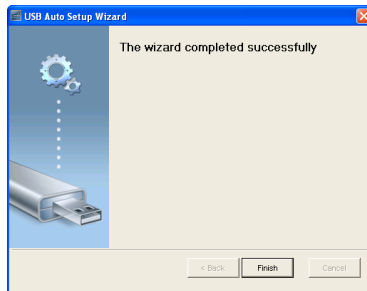 USB Auto Setup Wizard
The wizard completed successfully
< Back
Finish
Cancel